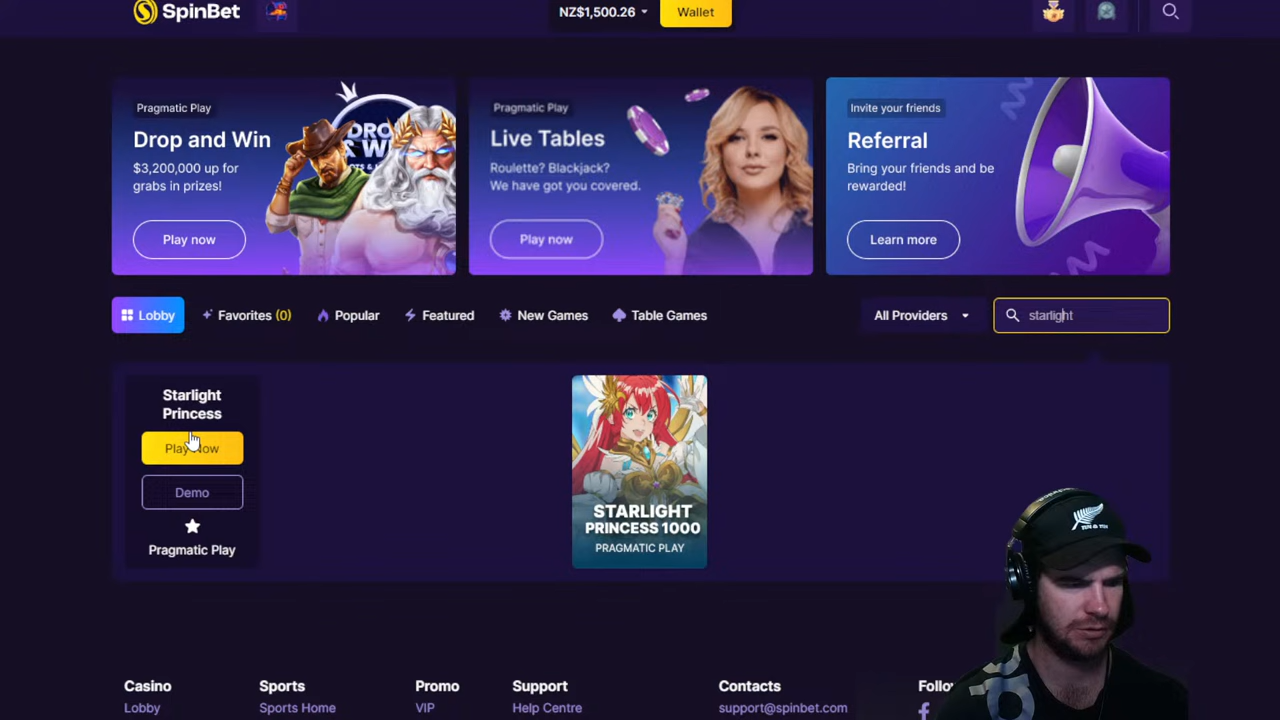 SpinBet
NZ$1,500.26
Wallet
Pragmatic Play
Drop and Win
$3,200,000 up for
grabs in prizes!
Play now
Pragmatic Play
Live Tables
Roulette? Blackjack?
We have got you covered.
Play now
Invite your friends
Referral
Bring your friends and be
rewarded!
Learn more
Lobby
Favorites (0)
Popular
Featured
New Games
Table Games
All Providers
starlight
Starlight
Princess
Play Now
Demo
Pragmatic Play
STARLIGHT
PRINCESS 1000
PRAGMATIC PLAY
Casino
Sports
Promo
Support
Contacts
Lobby
Sports Home
VIP
Help Centre
support@spinbet.com